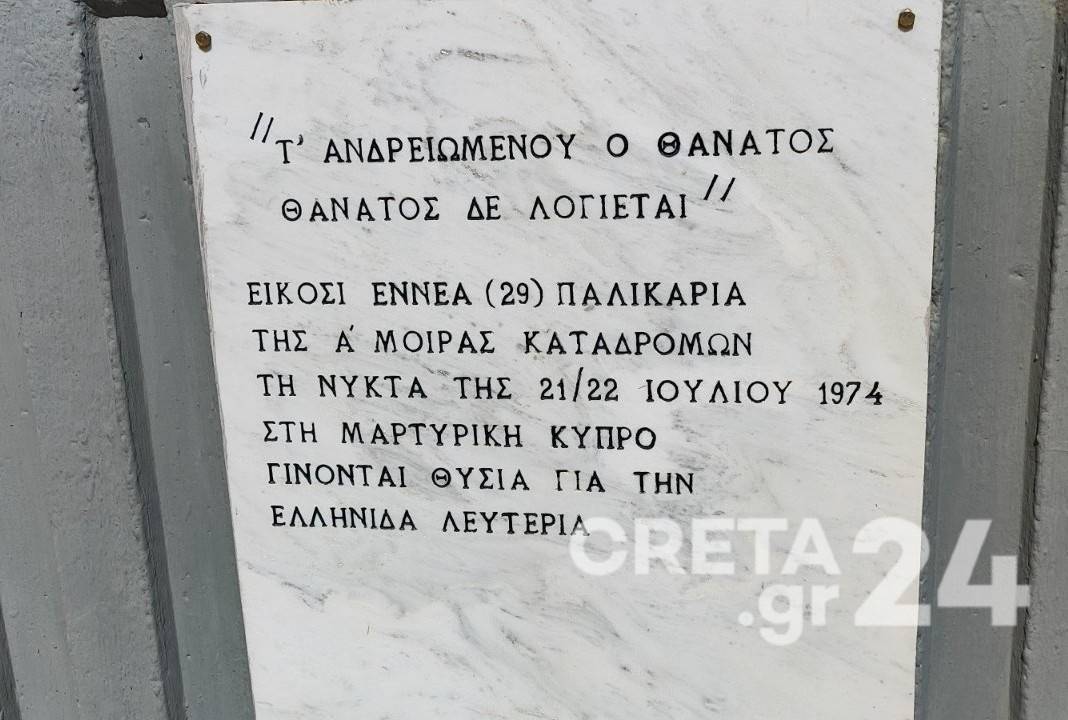 "Τ' ΑΝΔΡΕΙΩΜΕΝΟΥ Ο ΘΑΝΑΤΟΣ
ΘΑΝΑΤΟΣ ΔΕ ΛΟΓΙΕΤΑΙ"
ΕΙΚΟΣΙ ΕΝΝΕΑ (29) ΠΑΛΙΚΑΡΙΑ
ΤΗΣ Α΄ ΜΟΙΡΑΣ ΚΑΤΑΔΡΟΜΩΝ
ΤΗ ΝΥΚΤΑ ΤΗΣ 21/22 ΙΟΥΛΙΟΥ 1974
ΣΤΗ ΜΑΡΤΥΡΙΚΗ ΚΥΠΡΟ
ΓΙΝΟΝΤΑΙ ΘΥΣΙΑ ΓΙΑ ΤΗΝ
ΕΛΛΗΝΙΔΑ ΛΕΥΤΕΡΙΑ
CRETA 24
.gr